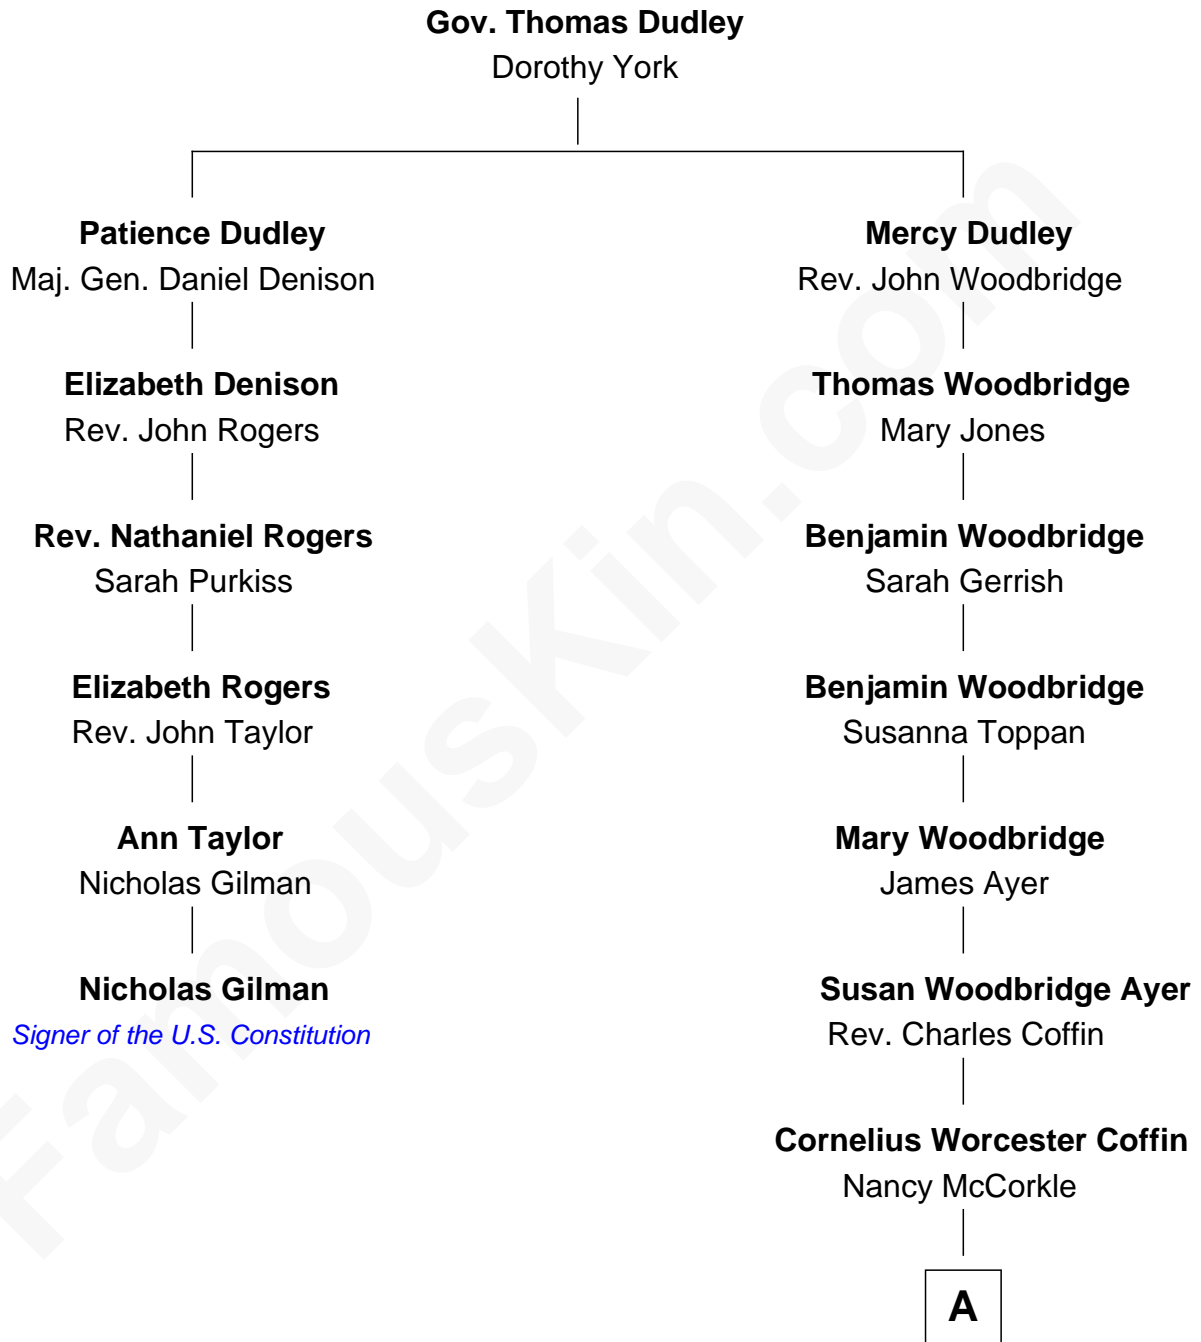 Gov. Thomas Dudley
Dorothy York
Patience Dudley
Maj. Gen. Daniel Denison
Elizabeth Denison
Rev. John Rogers
Rev. Nathaniel Rogers
Sarah Purkiss
Elizabeth Rogers
Rev. John Taylor
Ann Taylor
Nicholas Gilman
Nicholas Gilman
Signer of the U.S. Constitution
Mercy Dudley
Rev. John Woodbridge
Thomas Woodbridge
Mary Jones
Benjamin Woodbridge
Sarah Gerrish
Benjamin Woodbridge
Susanna Toppan
Mary Woodbridge
James Ayer
Susan Woodbridge Ayer
Rev. Charles Coffin
Cornelius Worcester Coffin
Nancy McCorkle
A
FamousKin.com